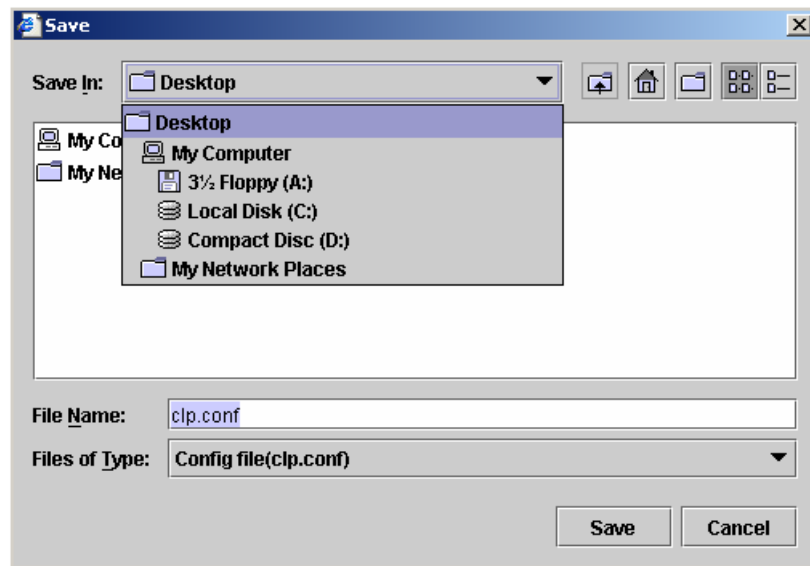 Save
Save In: Desktop
Desktop
My Co
My Computer
My Ne
3½ Floppy (A:)
Local Disk (C:)
Compact Disc (D:)
My Network Places
File Name: clp.conf
Files of Type: Config file(clp.conf)
Save Cancel